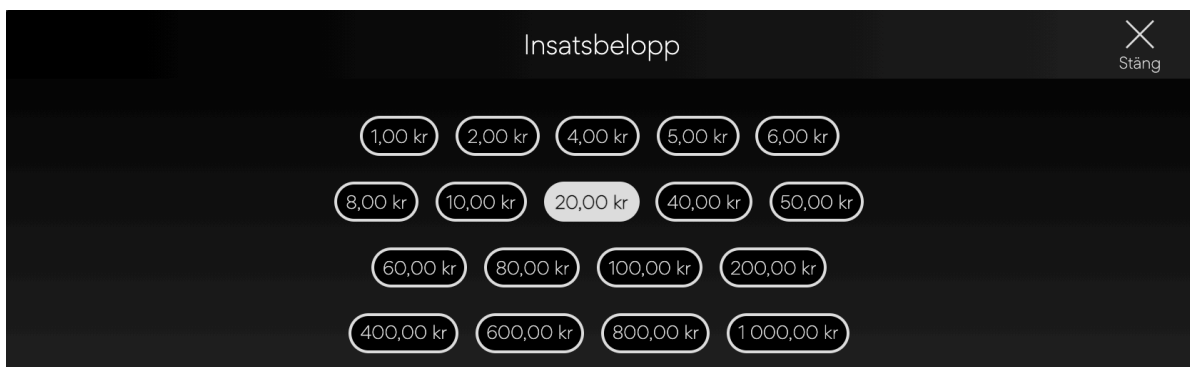 Insatsbelopp
Stäng
1,00 kr 2,00 kr 4,00 kr 5,00 kr 6,00 kr
8,00 kr 10,00 kr 20,00 kr 40,00 kr 50,00 kr
60,00 kr 80,00 kr 100,00 kr 200,00 kr
400,00 kr 600,00 kr 800,00 kr 1 000,00 kr